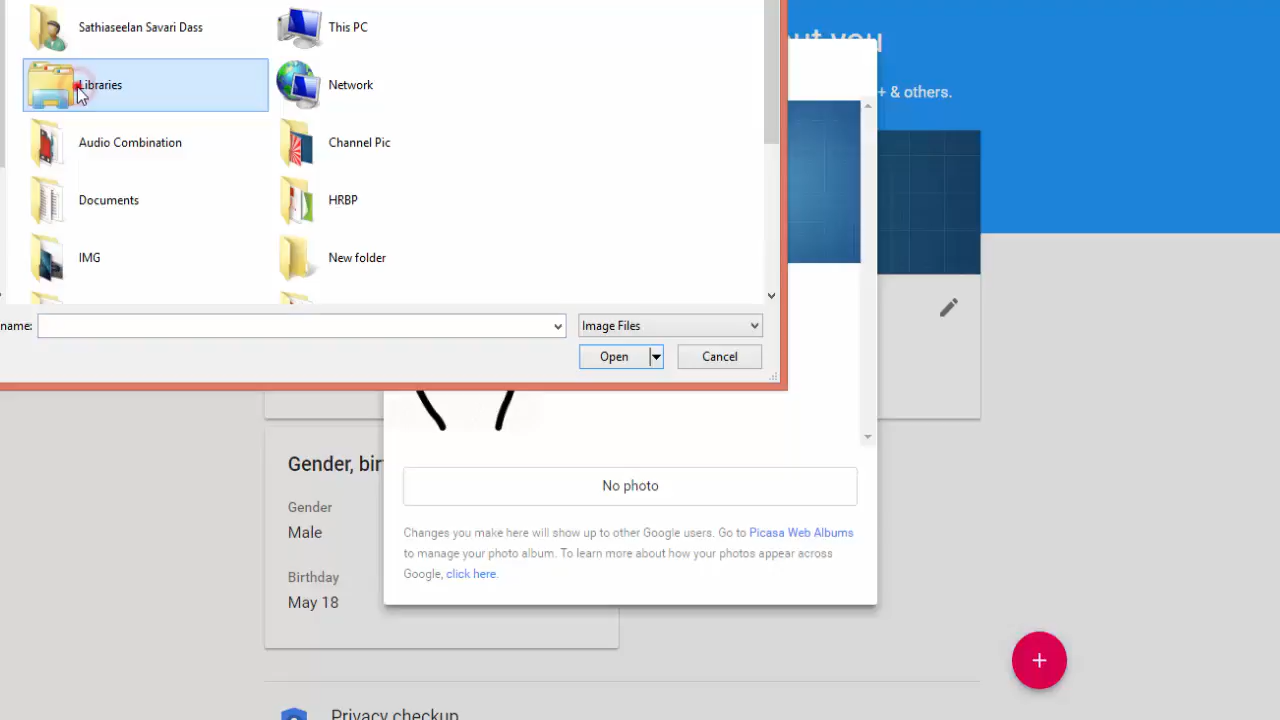 Sathiaseelan Savari Dass
This PC
Libraries
Network
Audio Combination
Channel Pic
Documents
HRBP
IMG
New folder
name:
Image Files
Open
Cancel
out you
+ & others.
Gender, bir
Gender
Male
Birthday
May 18
No photo
Changes you make here will show up to other Google users. Go to Picasa Web Albums
to manage your photo album. To learn more about how your photos appear across
Google, click here.
+
Privacy checkup